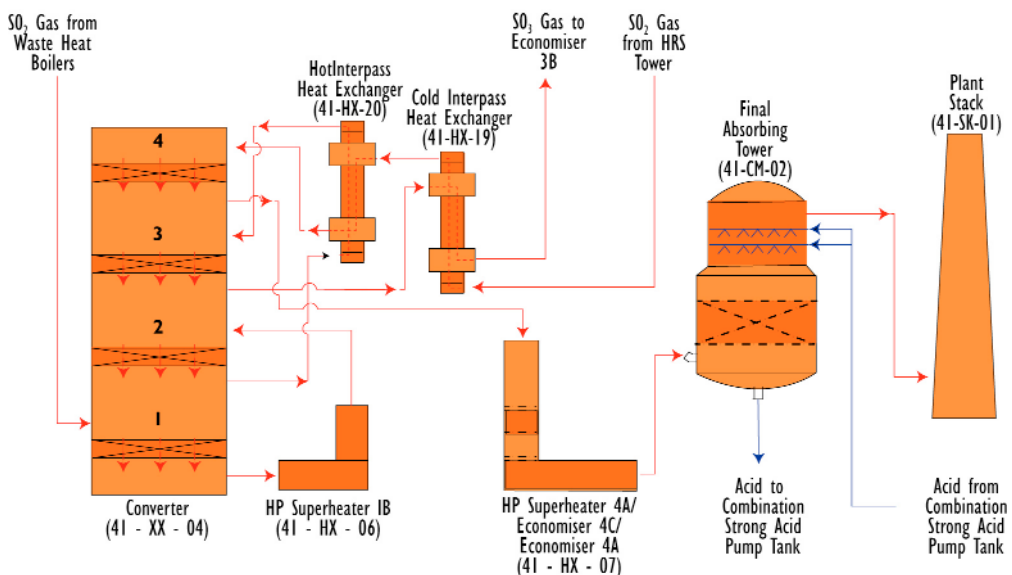 SO2 Gas from
Waste Heat
Boilers
SO3 Gas to
Economiser
3B
SO2 Gas
from HRS
Tower
HotInterpass
Heat Exchanger
(41-HX-20)
Cold Interpass
Heat Exchanger
(41-HX-19)
Final
Absorbing
Tower
(41-CM-02)
Plant
Stack
(41-SK-01)
4
3
2
1
Converter
(41 - XX - 04)
HP Superheater 1B
(41 - HX - 06)
HP Superheater 4A/
Economiser 4C/
Economiser 4A
(41 - HX - 07)
Acid to
Combination
Strong Acid
Pump Tank
Acid from
Combination
Strong Acid
Pump Tank